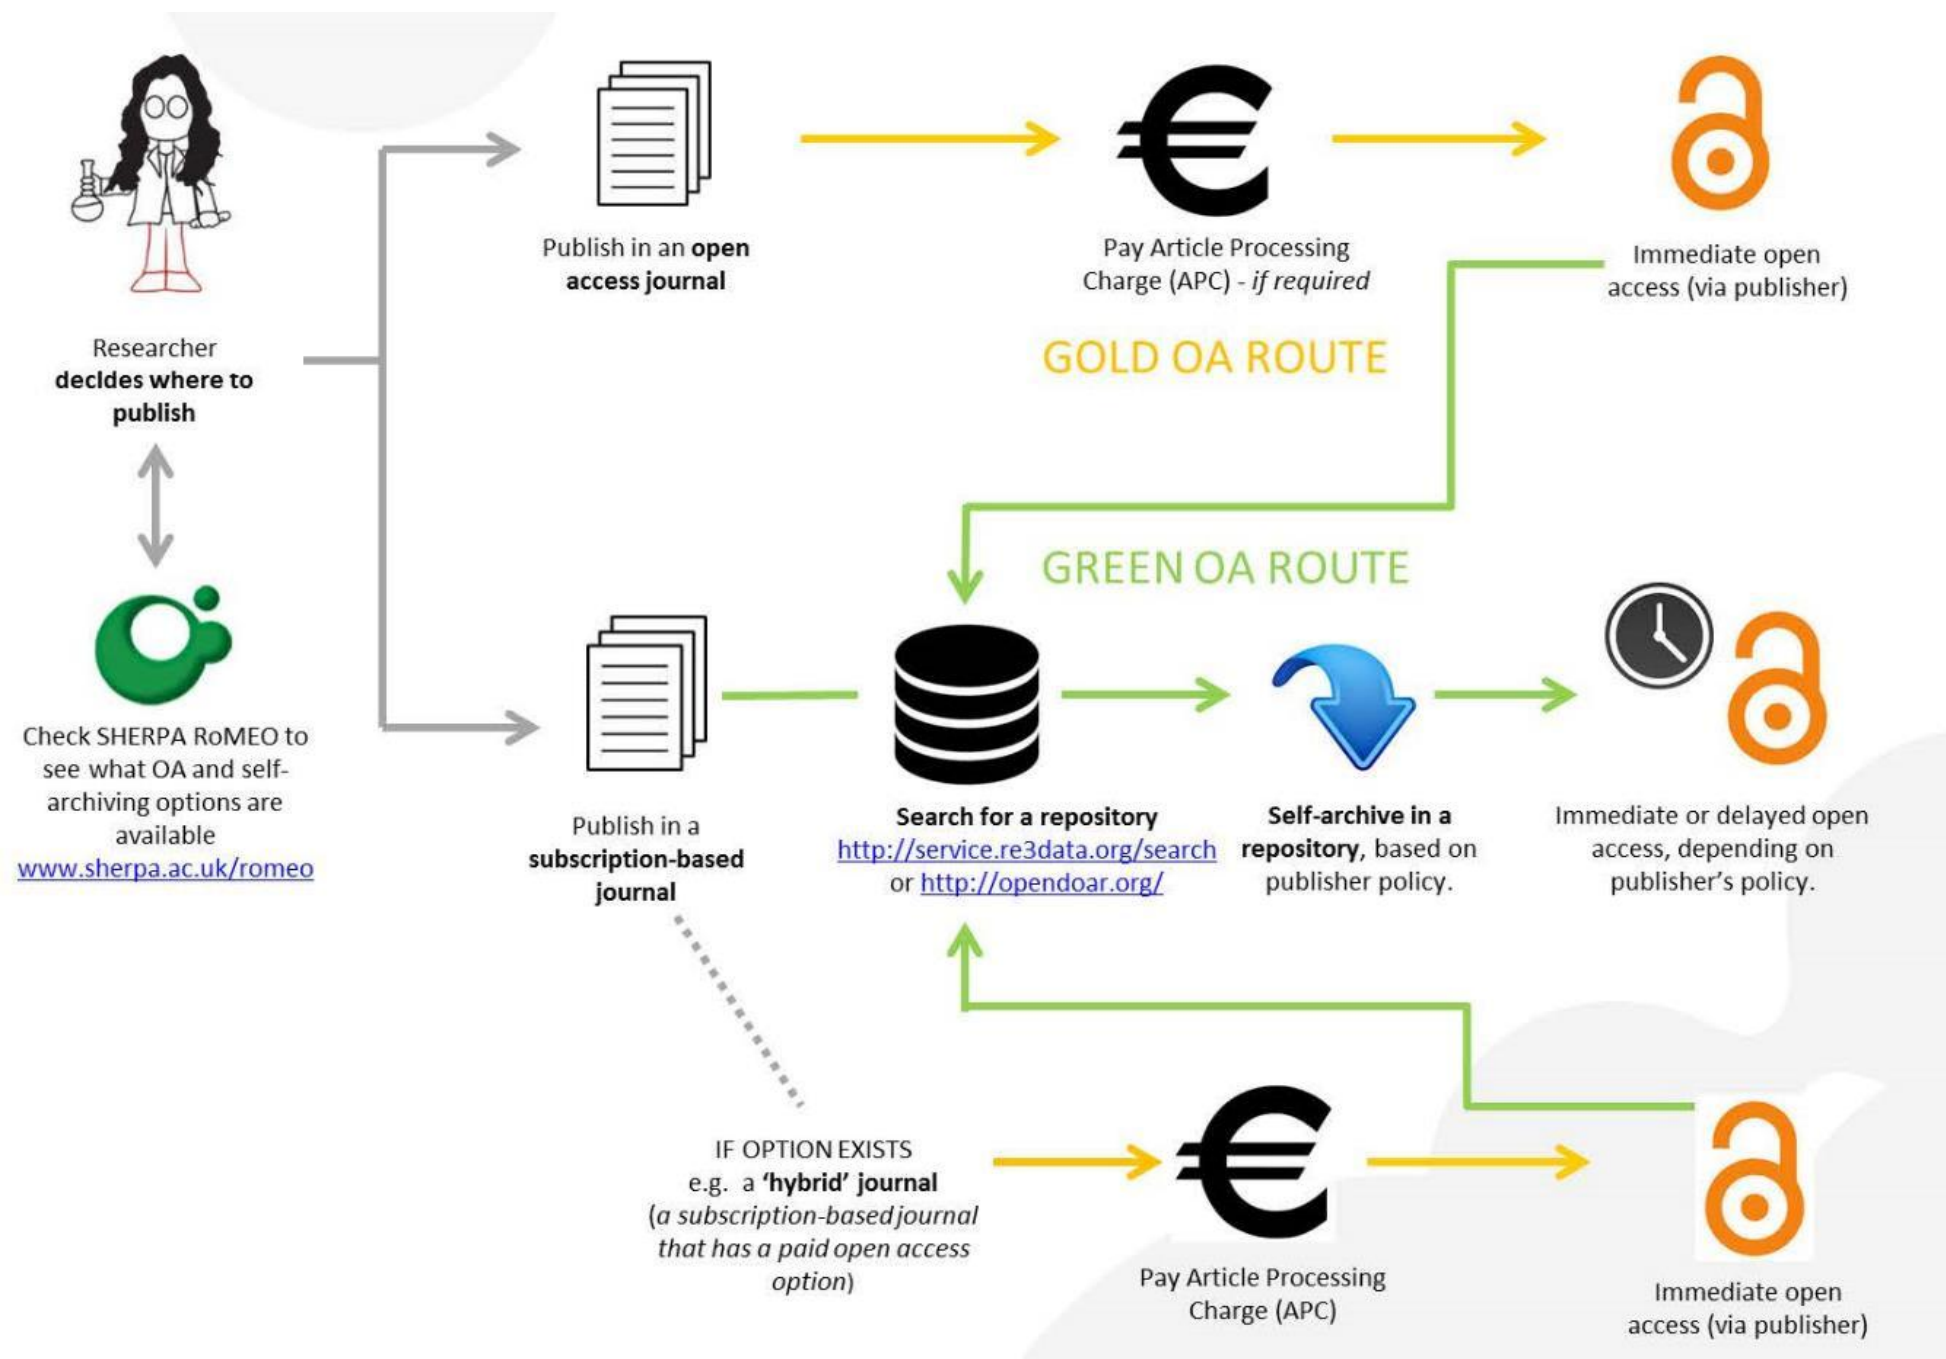 Publish in an open
access journal
Pay Article Processing
Charge (APC) - if required
Immediate open
access (via publisher)
GOLD OA ROUTE
Researcher
decides where to
publish
GREEN OA ROUTE
Check SHERPA RoMEO to
see what OA and self-
archiving options are
available
www.sherpa.ac.uk/romeo
Publish in a
subscription-based
journal
Search for a repository
http://service.re3data.org/search
or http://opendoar.org/
Self-archive in a
repository, based on
publisher policy.
Immediate or delayed open
access, depending on
publisher's policy.
IF OPTION EXISTS
e.g. a 'hybrid' journal
(a subscription-based journal
that has a paid open access
option)
Pay Article Processing
Charge (APC)
Immediate open
access (via publisher)